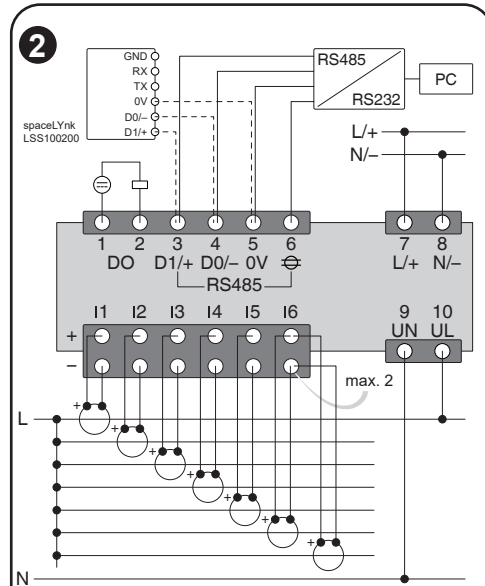 2
GND
RX
TX
0V
D0/–
D1/+
spaceLYnk
LSS100200
RS485
RS232
PC
L/+
N/–
1 2 3 4 5 6
DO D1/+ D0/– 0V
RS485
7 8
L/+ N/–
I1 I2 I3 I4 I5 I6
+
–
9 10
UN UL
max. 2
L
+
+
+
+
+
+
+
N